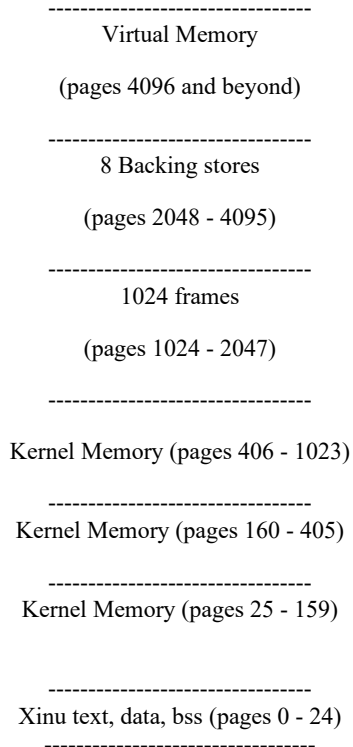 ---------------------------------
Virtual Memory
(pages 4096 and beyond)
---------------------------------
8 Backing stores
(pages 2048 - 4095)
---------------------------------
1024 frames
(pages 1024 - 2047)
---------------------------------
Kernel Memory (pages 406 - 1023)
---------------------------------
Kernel Memory (pages 160 - 405)
---------------------------------
Kernel Memory (pages 25 - 159)
---------------------------------
Xinu text, data, bss (pages 0 - 24)
----------------------------------